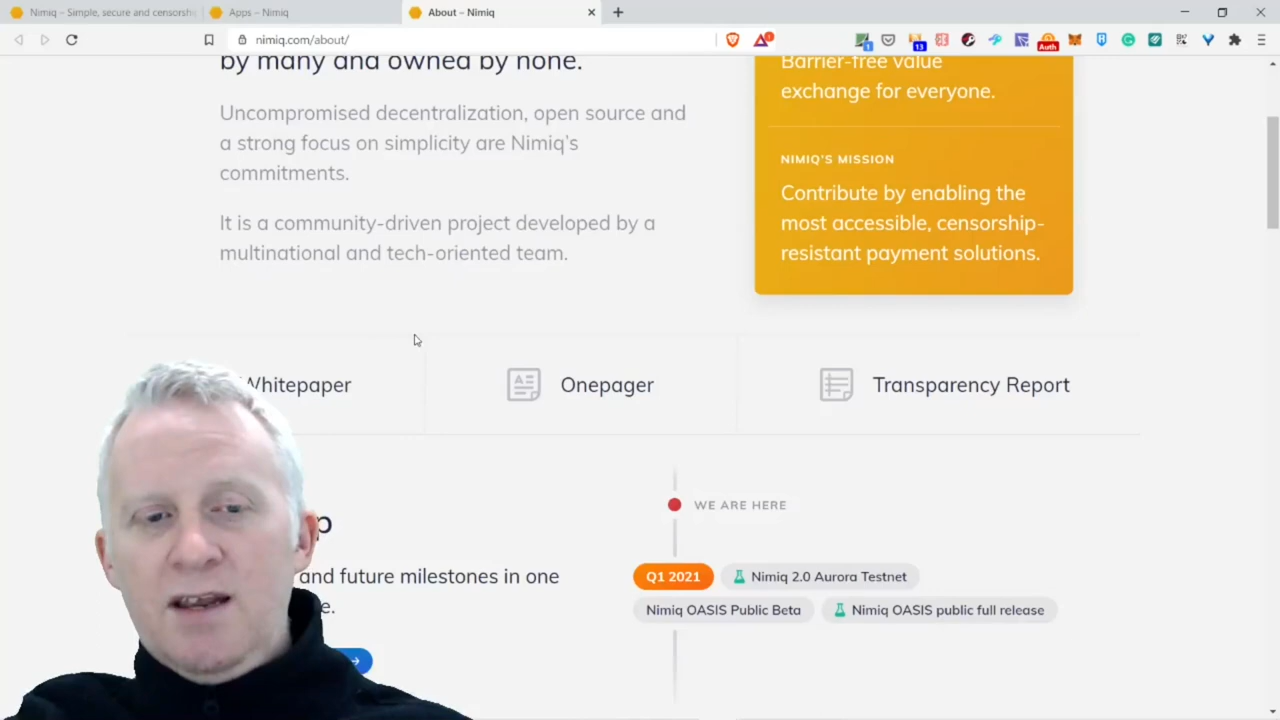 Nimiq – Simple, secure and censorsh
Apps – Nimiq
About – Nimiq
nimiq.com/about/
1
13
Auth
by many and owned by none.
Uncompromised decentralization, open source and
a strong focus on simplicity are Nimiq's
commitments.
It is a community-driven project developed by a
multinational and tech-oriented team.
Barrier-free value
exchange for everyone.
NIMIQ'S MISSION
Contribute by enabling the
most accessible, censorship-
resistant payment solutions.
Whitepaper
Onepager
Transparency Report
WE ARE HERE
p
and future milestones in one
e.
Q1 2021
Nimiq 2.0 Aurora Testnet
Nimiq OASIS Public Beta
Nimiq OASIS public full release